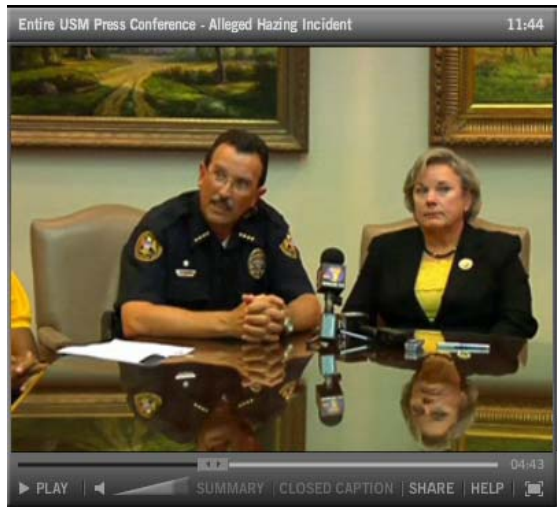 Entire USM Press Conference - Alleged Hazing Incident 11:44
04:43
PLAY SUMMARY CLOSED CAPTION SHARE HELP